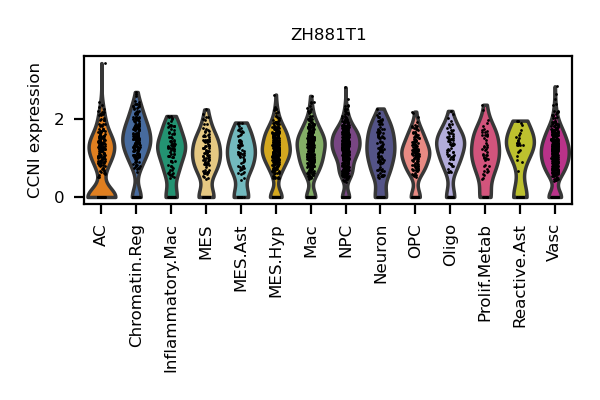 ZH881T1
CCNI expression
2
0
AC
Chromatin.Reg
Inflammatory.Mac
MES
MES.Ast
MES.Hyp
Mac
NPC
Neuron
OPC
Oligo
Prolif.Metab
Reactive.Ast
Vasc